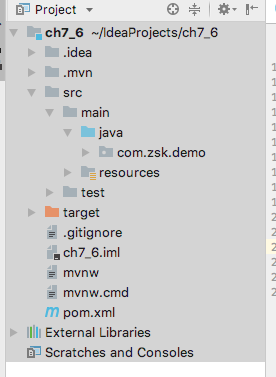 Project
ch7_6 ~/IdeaProjects/ch7_6
.idea
.mvn
src
main
java
com.zsk.demo
resources
test
target
.gitignore
ch7_6.iml
mvnw
mvnw.cmd
pom.xml
External Libraries
Scratches and Consoles